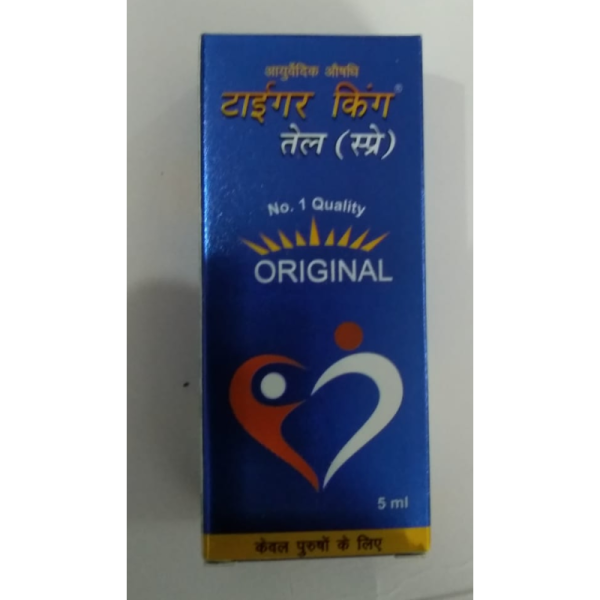 आयुर्वेदिक औषधि
टाईगर किंग®
तेल (स्प्रे)
No. 1 Quality
ORIGINAL
5 ml
केवल पुरुषों के लिए